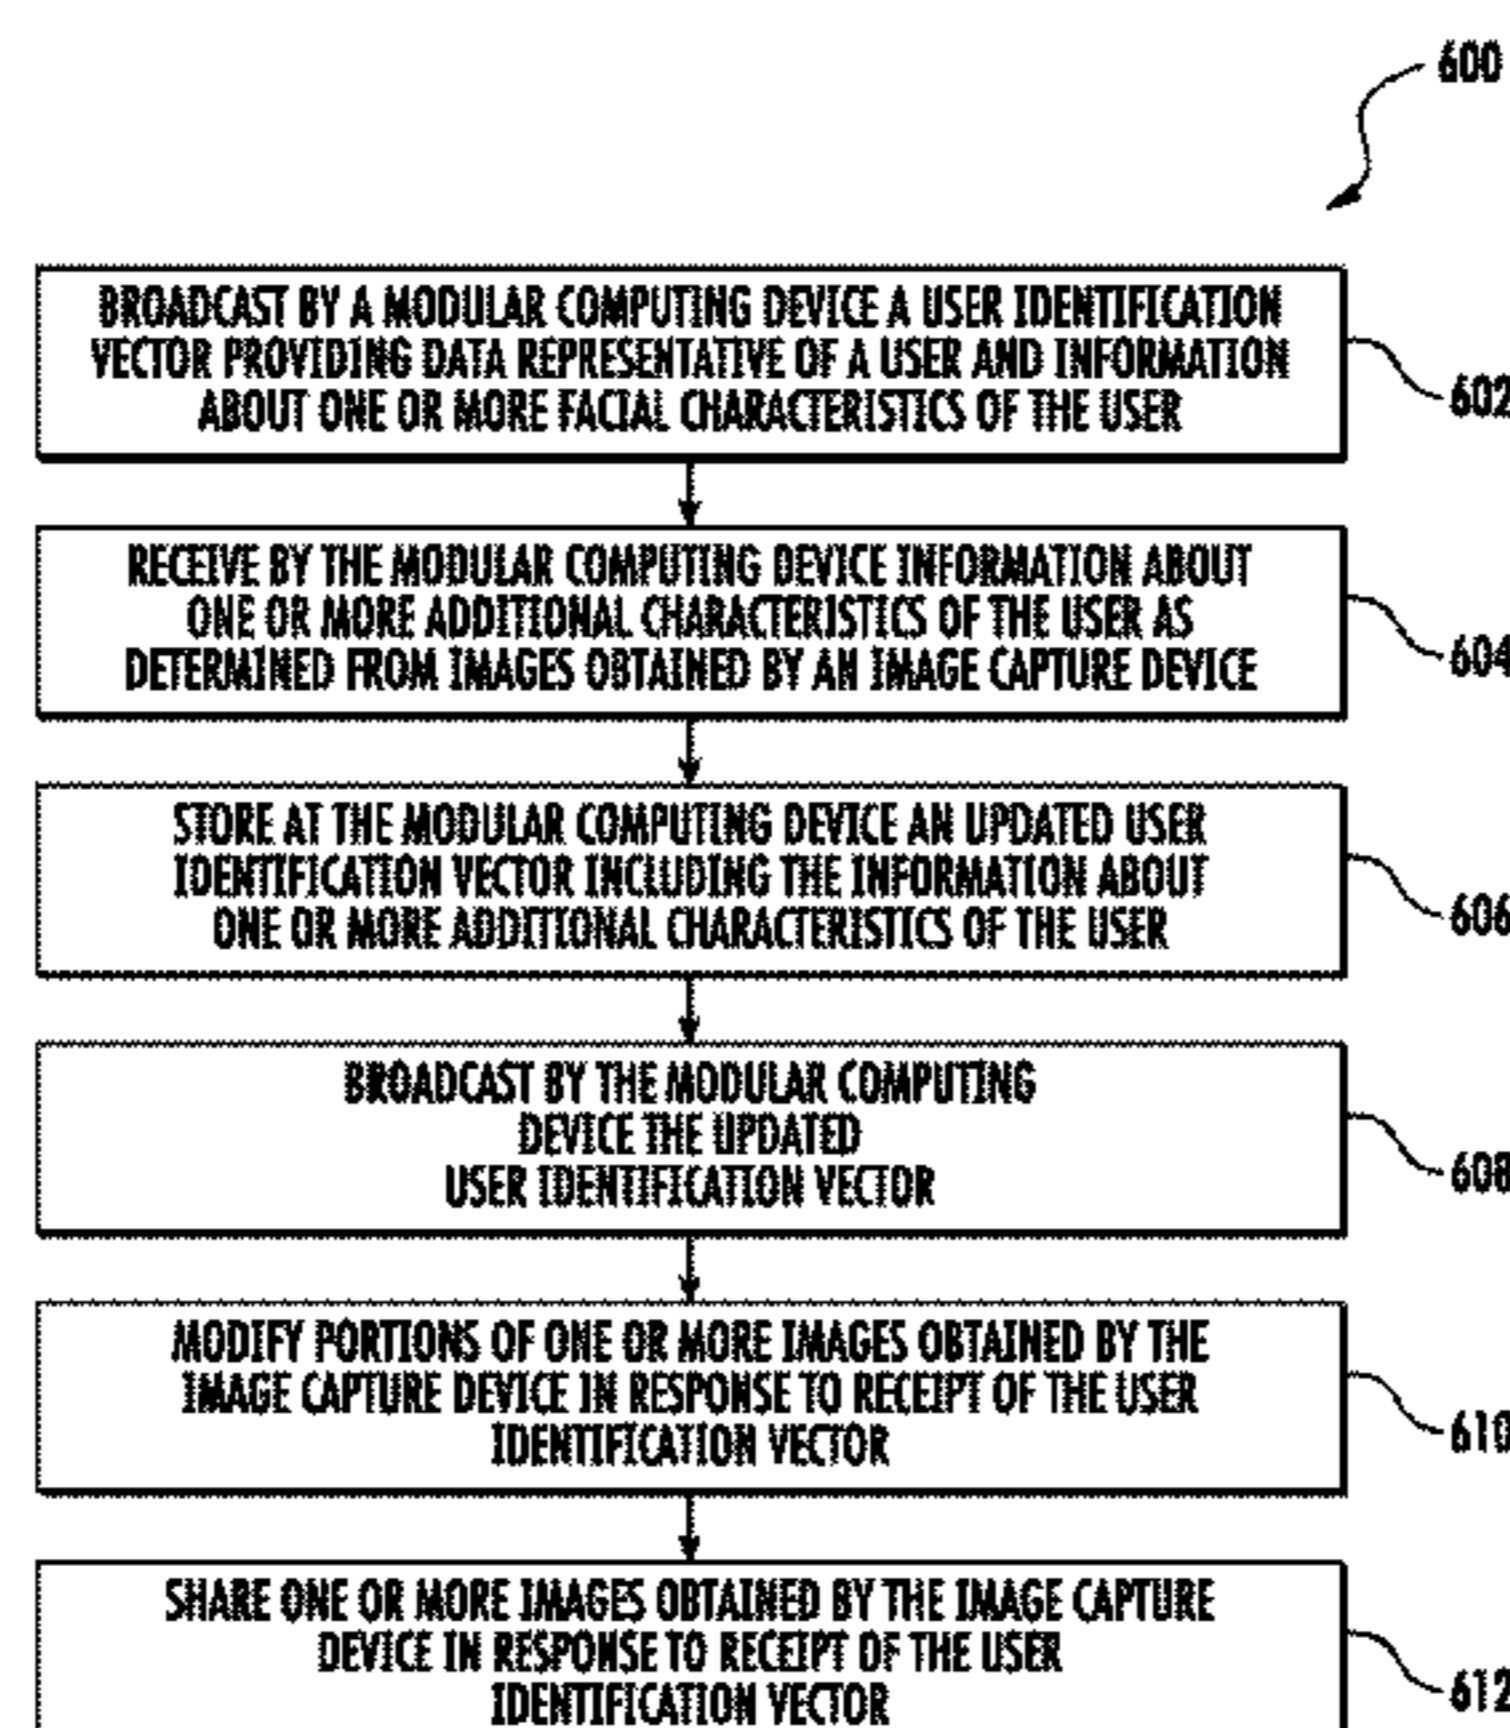 600
BROADCAST BY A MODULAR COMPUTING DEVICE A USER IDENTIFICATION
VECTOR PROVIDING DATA REPRESENTATIVE OF A USER AND INFORMATION
ABOUT ONE OR MORE FACIAL CHARACTERISTICS OF THE USER
602
RECEIVE BY THE MODULAR COMPUTING DEVICE INFORMATION ABOUT
ONE OR MORE ADDITIONAL CHARACTERISTICS OF THE USER AS
DETERMINED FROM IMAGES OBTAINED BY AN IMAGE CAPTURE DEVICE
604
STORE AT THE MODULAR COMPUTING DEVICE AN UPDATED USER
IDENTIFICATION VECTOR INCLUDING THE INFORMATION ABOUT
ONE OR MORE ADDITIONAL CHARACTERISTICS OF THE USER
606
BROADCAST BY THE MODULAR COMPUTING
DEVICE THE UPDATED
USER IDENTIFICATION VECTOR
608
MODIFY PORTIONS OF ONE OR MORE IMAGES OBTAINED BY THE
IMAGE CAPTURE DEVICE IN RESPONSE TO RECEIPT OF THE USER
IDENTIFICATION VECTOR
610
SHARE ONE OR MORE IMAGES OBTAINED BY THE IMAGE CAPTURE
DEVICE IN RESPONSE TO RECEIPT OF THE USER
IDENTIFICATION VECTOR
612